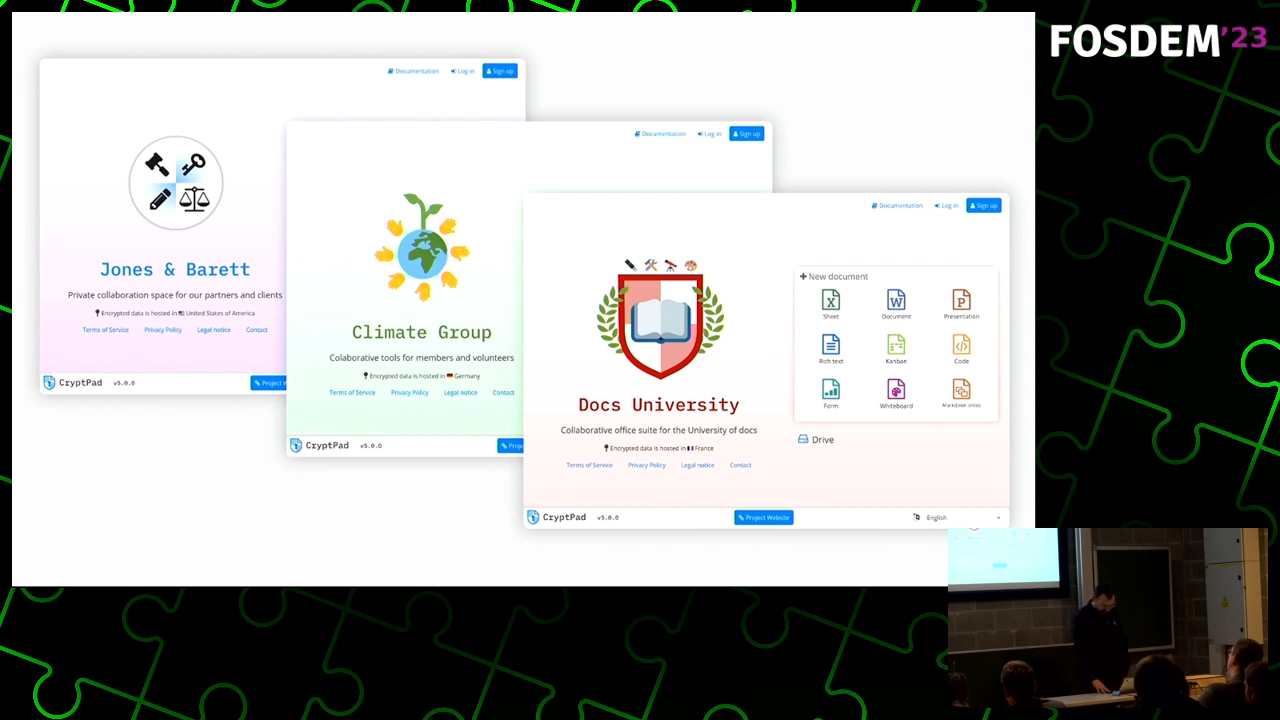 FOSDEM'23
Documentation Log in Sign up
Jones & Barett
Private collaboration space for our partners and clients
Encrypted data is hosted in United States of America
Terms of Service Privacy Policy Legal notice Contact
CryptPad v5.0.0 Project W
Documentation Log in Sign up
Climate Group
Colaborative tools for members and volunteers
Encrypted data is hosted in Germany
Terms of Service Privacy Policy Legal notice Contact
CryptPad v5.0.0 Proje
Documentation Log in Sign up
Docs University
Collaborative office suite for the University of docs
Encrypted data is hosted in France
Terms of Service Privacy Policy Legal notice Contact
New document
Sheet Document Presentation
Rich text Kanban Code
Form Whiteboard Markdown slides
Drive
CryptPad v5.0.0 Project Website English